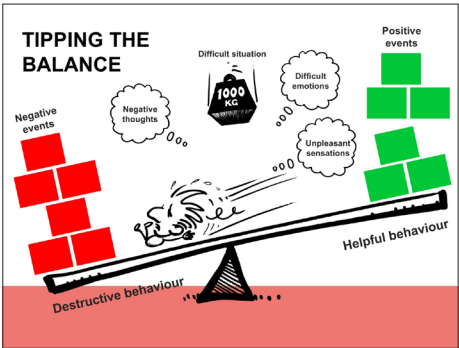 TIPPING THE
BALANCE
Difficult situation
Positive
events
1000
KG
Difficult
emotions
Negative
thoughts
Negative
events
Unpleasant
sensations
Helpful behaviour
Destructive behaviour